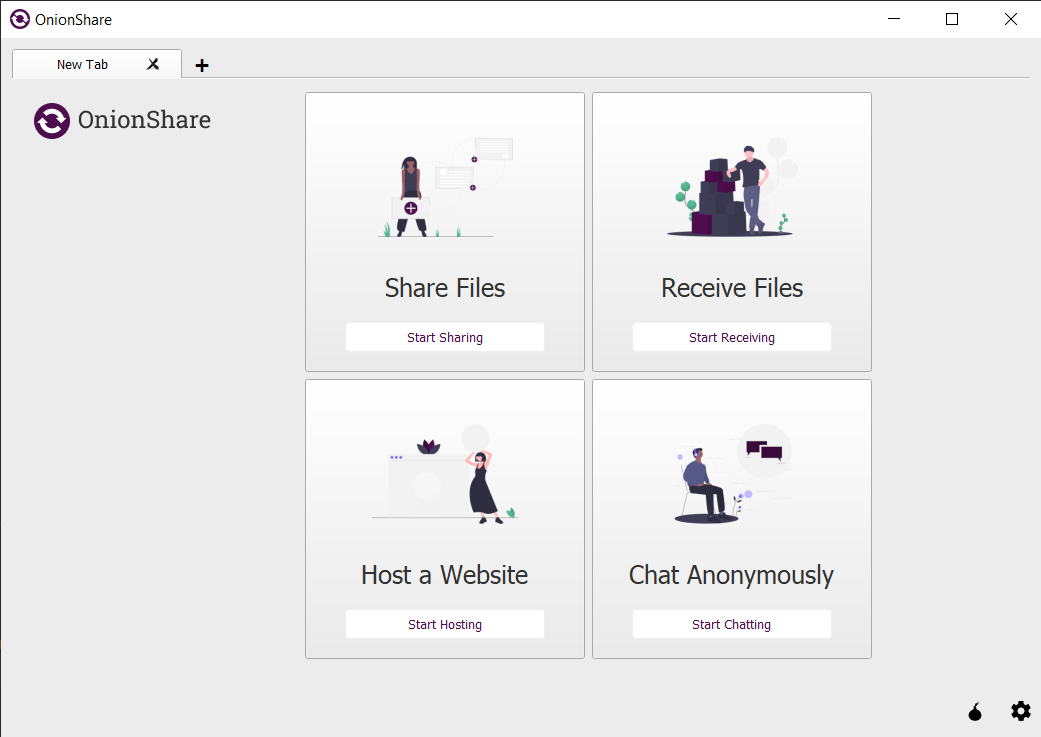 OnionShare
New Tab
OnionShare
Share Files
Start Sharing
Receive Files
Start Receiving
Host a Website
Start Hosting
Chat Anonymously
Start Chatting